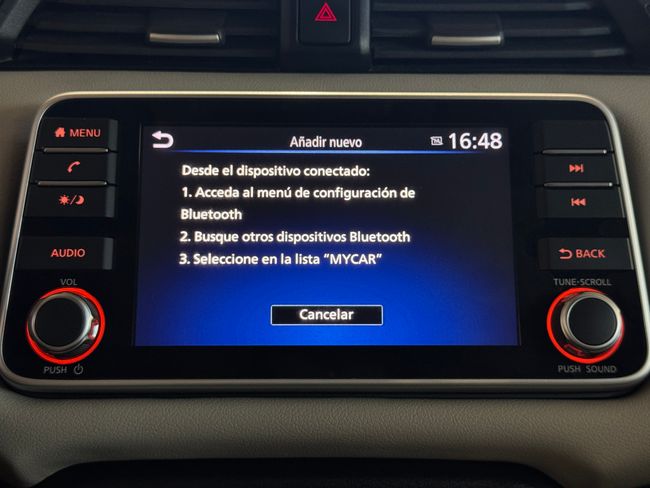 MENU
AUDIO
VOL
PUSH
Añadir nuevo
16:48
Desde el dispositivo conectado:
1. Acceda al menú de configuración de
Bluetooth
2. Busque otros dispositivos Bluetooth
3. Seleccione en la lista “MYCAR”
Cancelar
BACK
TUNE·SCROLL
PUSH SOUND